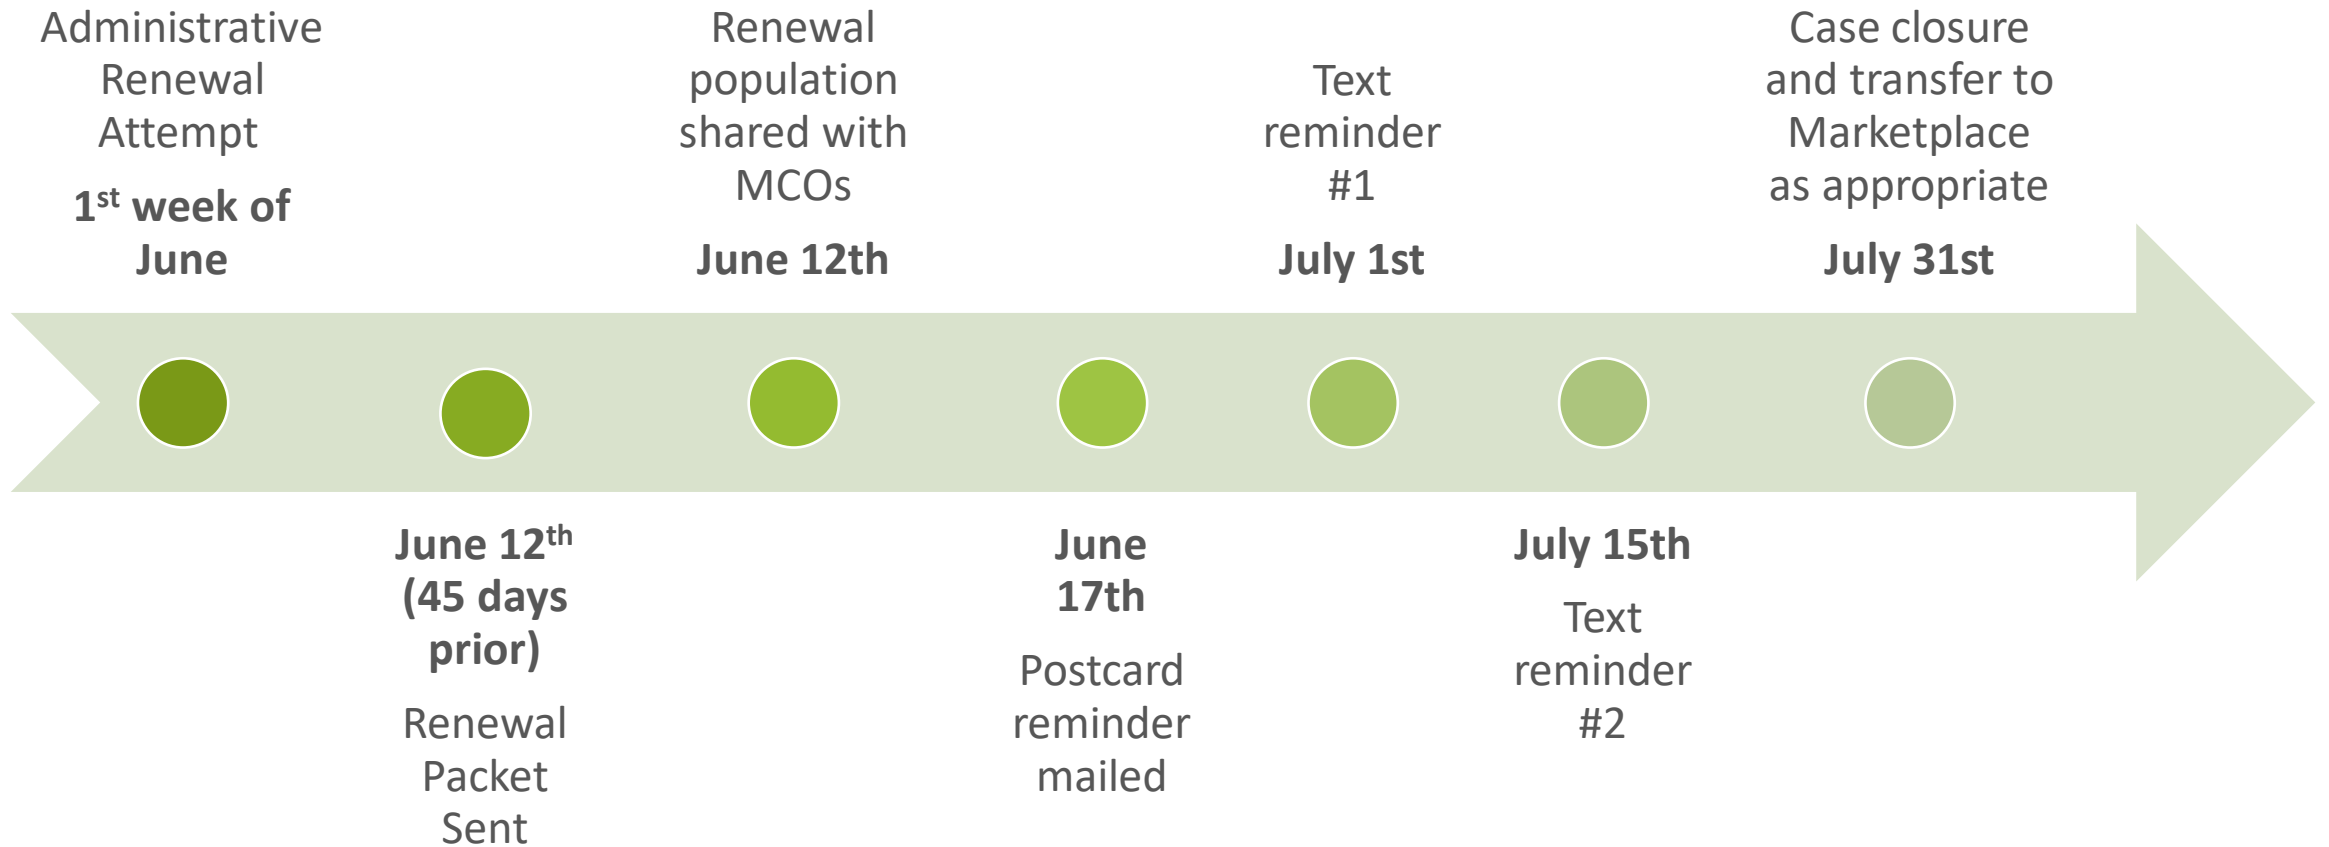 Administrative
Renewal
Attempt
1st week of
June
June 12th
(45 days
prior)
Renewal
Packet
Sent
Renewal
population
shared with
MCOs
June 12th
June
17th
Postcard
reminder
mailed
Text
reminder
#1
July 1st
July 15th
Text
reminder
#2
Case closure
and transfer to
Marketplace
as appropriate
July 31st